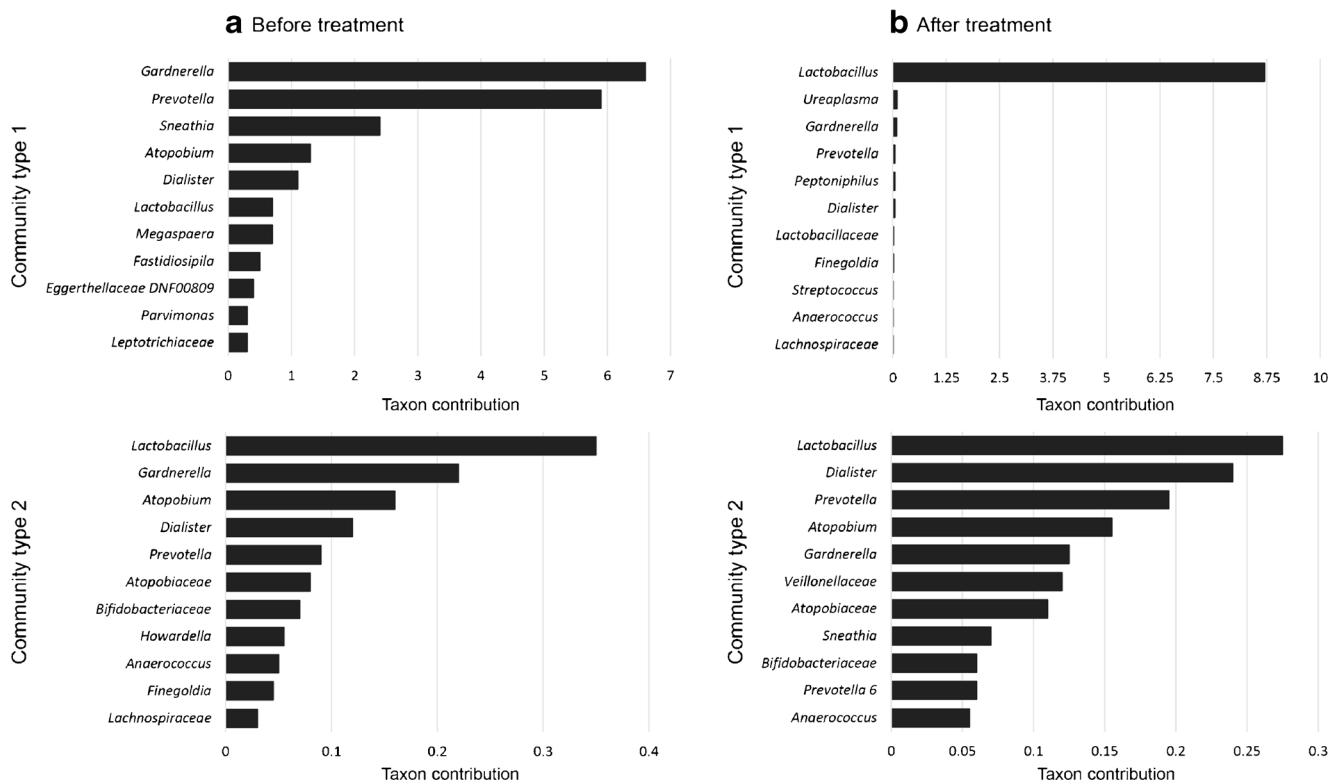 a Before treatment
Community type 1
Gardnerella
Prevotella
Sneathia
Atopobium
Dialister
Lactobacillus
Megaspaera
Fastidiosipila
Eggerthellaceae DNF00809
Parvimonas
Leptotrichiaceae
0 1 2 3 4 5 6 7
Taxon contribution
b After treatment
Community type 1
Lactobacillus
Ureaplasma
Gardnerella
Prevotella
Peptoniphilus
Dialister
Lactobacillaceae
Finegoldia
Streptococcus
Anaerococcus
Lachnospiraceae
0 1.25 2.5 3.75 5 6.25 7.5 8.75 10
Taxon contribution
Community type 2
Lactobacillus
Gardnerella
Atopobium
Dialister
Prevotella
Atopobiaceae
Bifidobacteriaceae
Howardella
Anaerococcus
Finegoldia
Lachnospiraceae
0 0.1 0.2 0.3 0.4
Taxon contribution
Community type 2
Lactobacillus
Dialister
Prevotella
Atopobium
Gardnerella
Veillonellaceae
Atopobiaceae
Sneathia
Bifidobacteriaceae
Prevotella 6
Anaerococcus
0 0.05 0.1 0.15 0.2 0.25 0.3
Taxon contribution